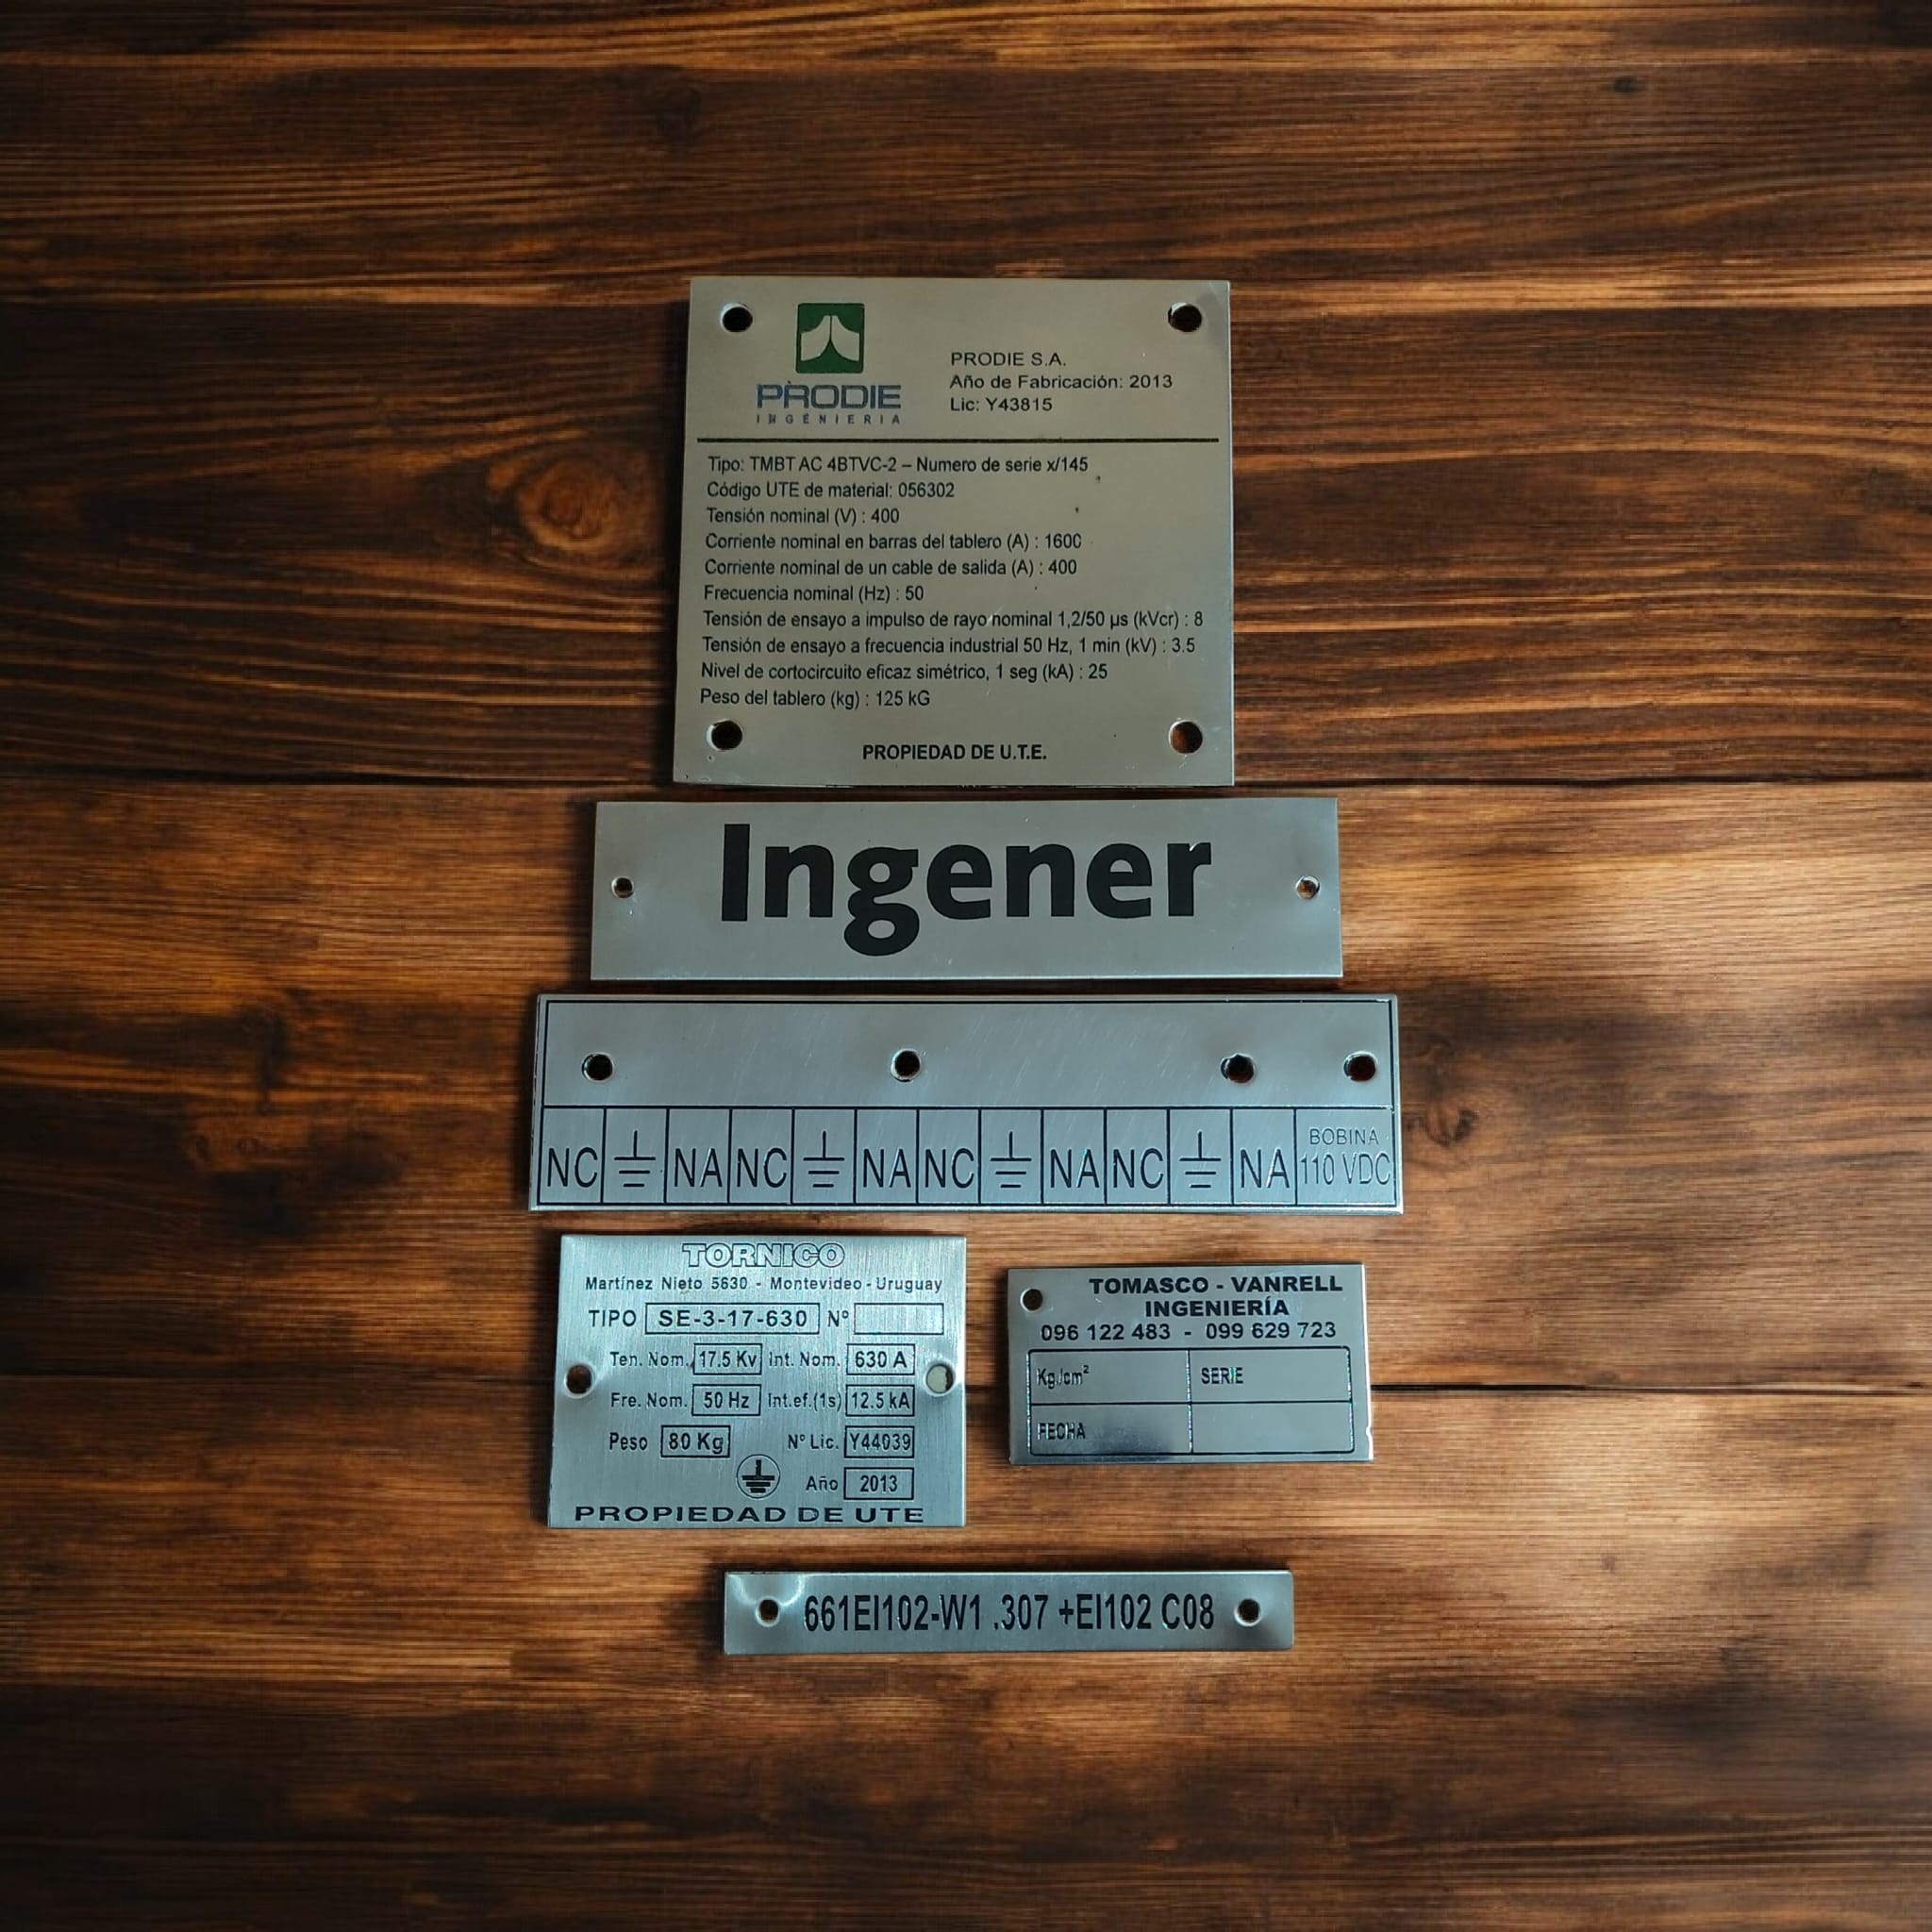 PRODIE
INGENIERIA
PRODIE S.A.
Año de Fabricación: 2013
Lic: Y43815
Tipo: TMBT AC 4BTVC-2 – Numero de serie x/145
Código UTE de material: 056302
Tensión nominal (V) : 400
Corriente nominal en barras del tablero (A) : 1600
Corriente nominal de un cable de salida (A) : 400
Frecuencia nominal (Hz) : 50
Tensión de ensayo a impulso de rayo nominal 1,2/50 µs (kVcr) : 8
Tensión de ensayo a frecuencia industrial 50 Hz, 1 min (kV) : 3.5
Nivel de cortocircuito eficaz simétrico, 1 seg (kA) : 25
Peso del tablero (kg) : 125 kG
PROPIEDAD DE U.T.E.
Ingener
NC NA NC NA NC NA NC NA BOBINA
110 VDC
TORNICO
Martínez Nieto 5630 - Montevideo - Uruguay
TIPO SE-3-17-630 Nº
Ten. Nom. 17.5 Kv Int. Nom. 630 A
Fre. Nom. 50 Hz Int.ef.(1s) 12.5 kA
Peso 80 Kg Nº Lic. Y44039
Año 2013
PROPIEDAD DE UTE
TOMASCO - VANRELL
INGENIERÍA
096 122 483 - 099 629 723
Kg./cm² SERIE
FECHA
661EI102-W1 .307 +EI102 C08